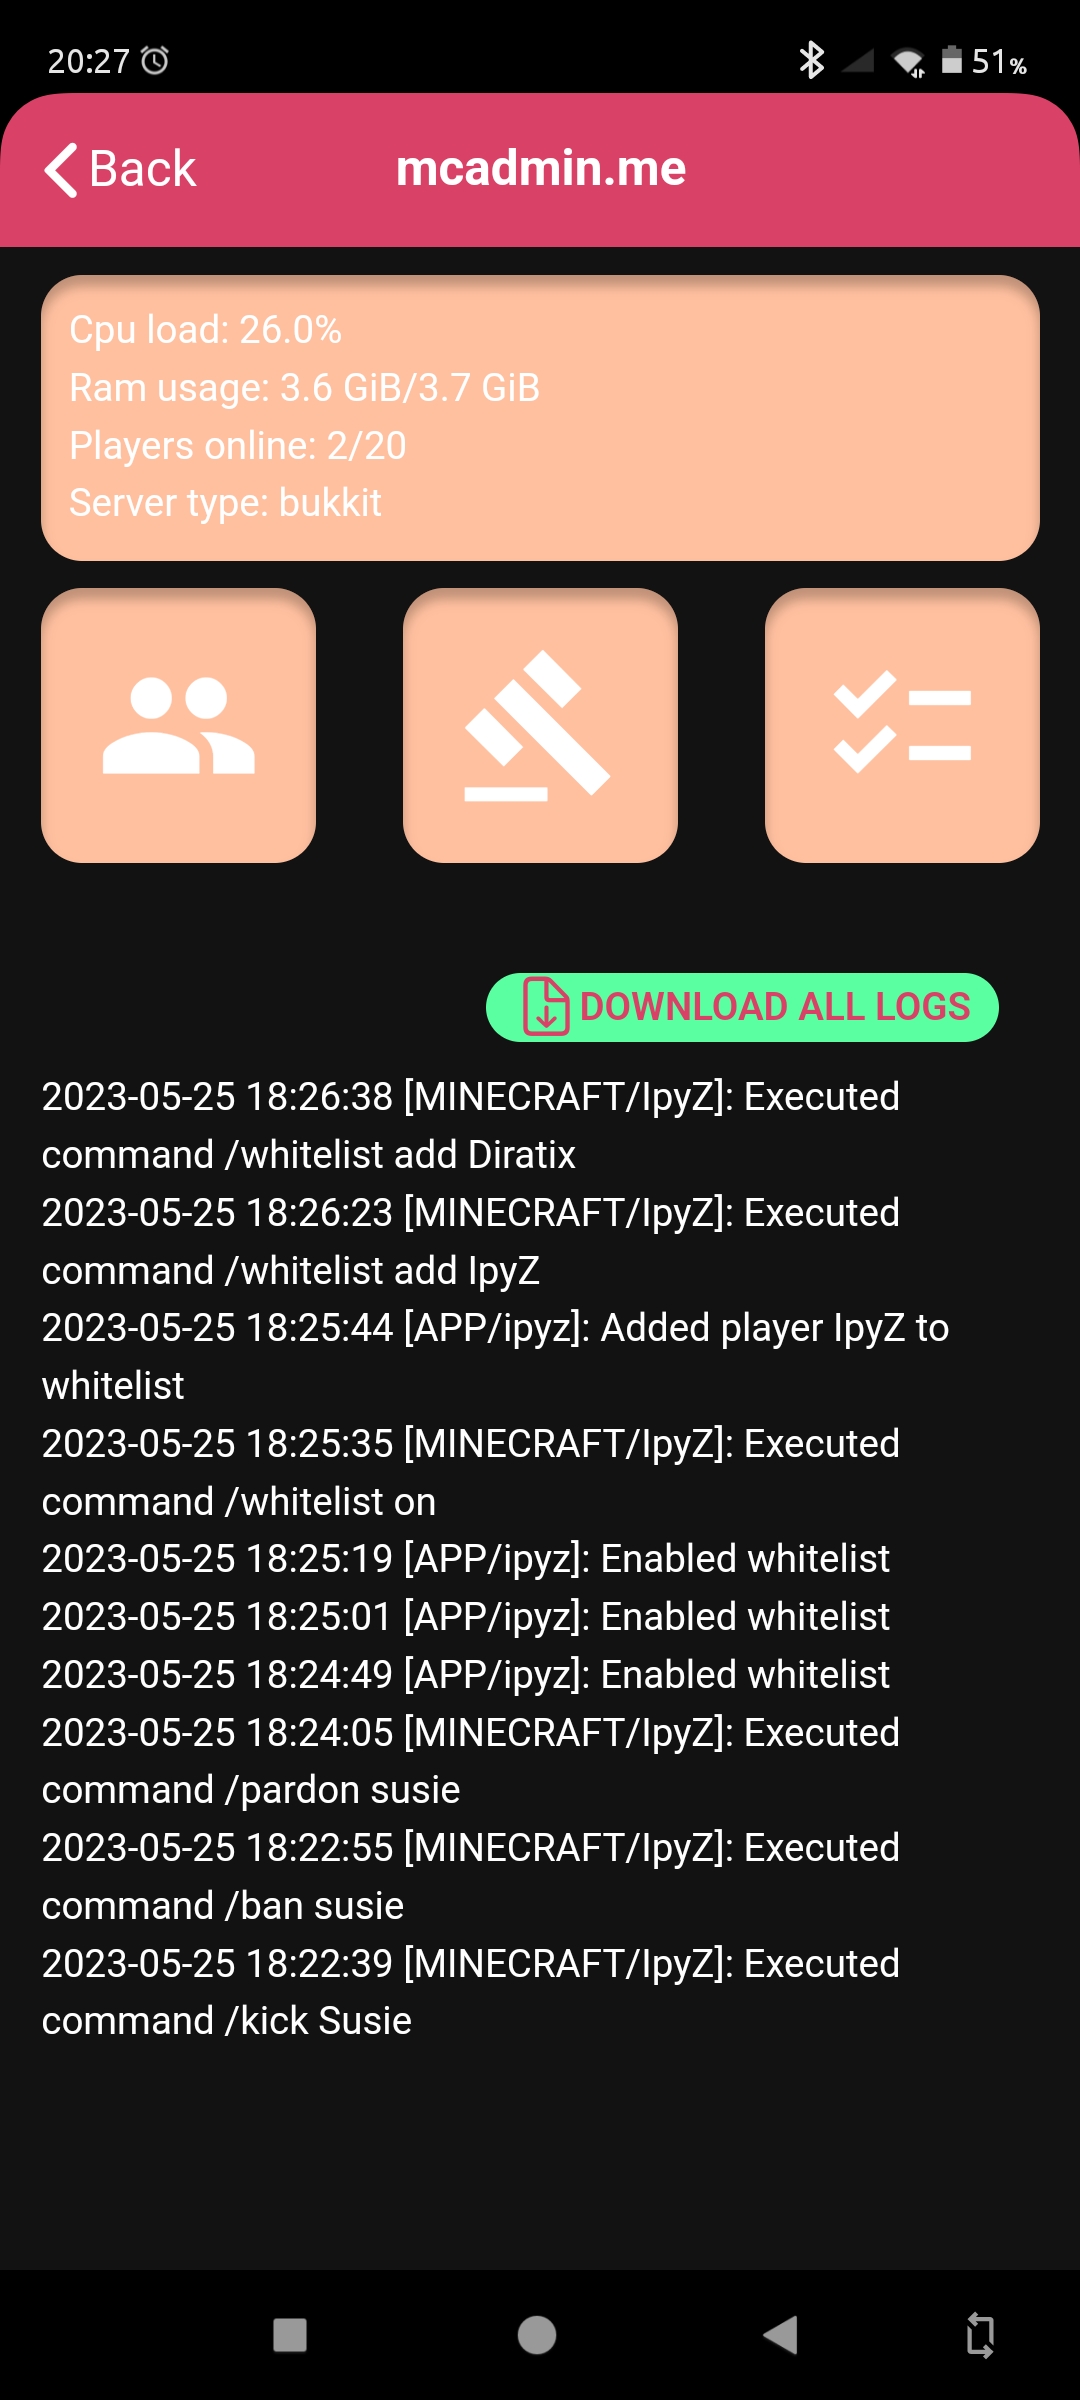 20:27
51%
Back
mcadmin.me
Cpu load: 26.0%
Ram usage: 3.6 GiB/3.7 GiB
Players online: 2/20
Server type: bukkit
DOWNLOAD ALL LOGS
2023-05-25 18:26:38 [MINECRAFT/IpyZ]: Executed
command /whitelist add Diratix
2023-05-25 18:26:23 [MINECRAFT/IpyZ]: Executed
command /whitelist add IpyZ
2023-05-25 18:25:44 [APP/ipyz]: Added player IpyZ to
whitelist
2023-05-25 18:25:35 [MINECRAFT/IpyZ]: Executed
command /whitelist on
2023-05-25 18:25:19 [APP/ipyz]: Enabled whitelist
2023-05-25 18:25:01 [APP/ipyz]: Enabled whitelist
2023-05-25 18:24:49 [APP/ipyz]: Enabled whitelist
2023-05-25 18:24:05 [MINECRAFT/IpyZ]: Executed
command /pardon susie
2023-05-25 18:22:55 [MINECRAFT/IpyZ]: Executed
command /ban susie
2023-05-25 18:22:39 [MINECRAFT/IpyZ]: Executed
command /kick Susie